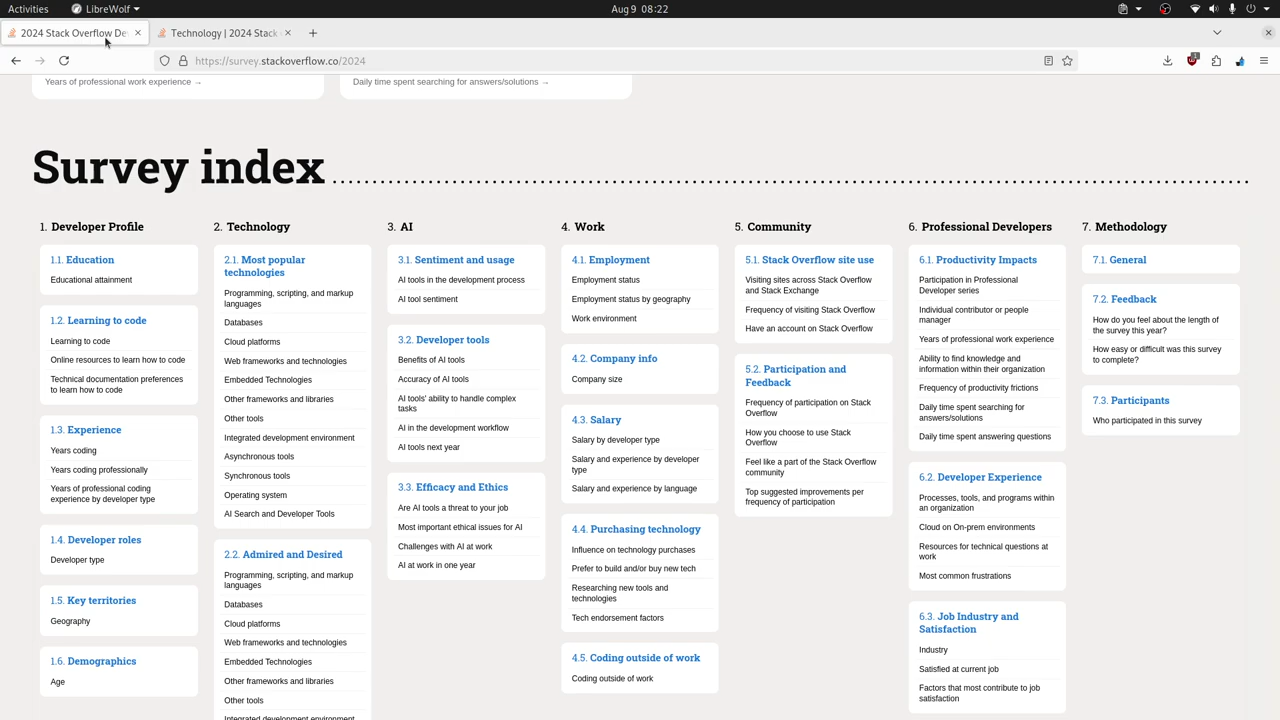 Activities
LibreWolf
Aug 9 08:22
2024 Stack Overflow De
Technology | 2024 Stack
https://survey.stackoverflow.co/2024
Years of professional work experience →
Daily time spent searching for answers/solutions →
Survey index
1. Developer Profile
1.1. Education
Educational attainment
1.2. Learning to code
Learning to code
Online resources to learn how to code
Technical documentation preferences
to learn how to code
1.3. Experience
Years coding
Years coding professionally
Years of professional coding
experience by developer type
1.4. Developer roles
Developer type
1.5. Key territories
Geography
1.6. Demographics
Age
2. Technology
2.1. Most popular
technologies
Programming, scripting, and markup
languages
Databases
Cloud platforms
Web frameworks and technologies
Embedded Technologies
Other frameworks and libraries
Other tools
Integrated development environment
Asynchronous tools
Synchronous tools
Operating system
AI Search and Developer Tools
2.2. Admired and Desired
Programming, scripting, and markup
languages
Databases
Cloud platforms
Web frameworks and technologies
Embedded Technologies
Other frameworks and libraries
Other tools
Integrated development environment
3. AI
3.1. Sentiment and usage
AI tools in the development process
AI tool sentiment
3.2. Developer tools
Benefits of AI tools
Accuracy of AI tools
AI tools' ability to handle complex
tasks
AI in the development workflow
AI tools next year
3.3. Efficacy and Ethics
Are AI tools a threat to your job
Most important ethical issues for AI
Challenges with AI at work
AI at work in one year
4. Work
4.1. Employment
Employment status
Employment status by geography
Work environment
4.2. Company info
Company size
4.3. Salary
Salary by developer type
Salary and experience by developer
type
Salary and experience by language
4.4. Purchasing technology
Influence on technology purchases
Prefer to build and/or buy new tech
Researching new tools and
technologies
Tech endorsement factors
4.5. Coding outside of work
Coding outside of work
5. Community
5.1. Stack Overflow site use
Visiting sites across Stack Overflow
and Stack Exchange
Frequency of visiting Stack Overflow
Have an account on Stack Overflow
5.2. Participation and
Feedback
Frequency of participation on Stack
Overflow
How you choose to use Stack
Overflow
Feel like a part of the Stack Overflow
community
Top suggested improvements per
frequency of participation
6. Professional Developers
6.1. Productivity Impacts
Participation in Professional
Developer series
Individual contributor or people
manager
Years of professional work experience
Ability to find knowledge and
information within their organization
Frequency of productivity frictions
Daily time spent searching for
answers/solutions
Daily time spent answering questions
6.2. Developer Experience
Processes, tools, and programs within
an organization
Cloud on On-prem environments
Resources for technical questions at
work
Most common frustrations
6.3. Job Industry and
Satisfaction
Industry
Satisfied at current job
Factors that most contribute to job
satisfaction
7. Methodology
7.1. General
7.2. Feedback
How do you feel about the length of
the survey this year?
How easy or difficult was this survey
to complete?
7.3. Participants
Who participated in this survey